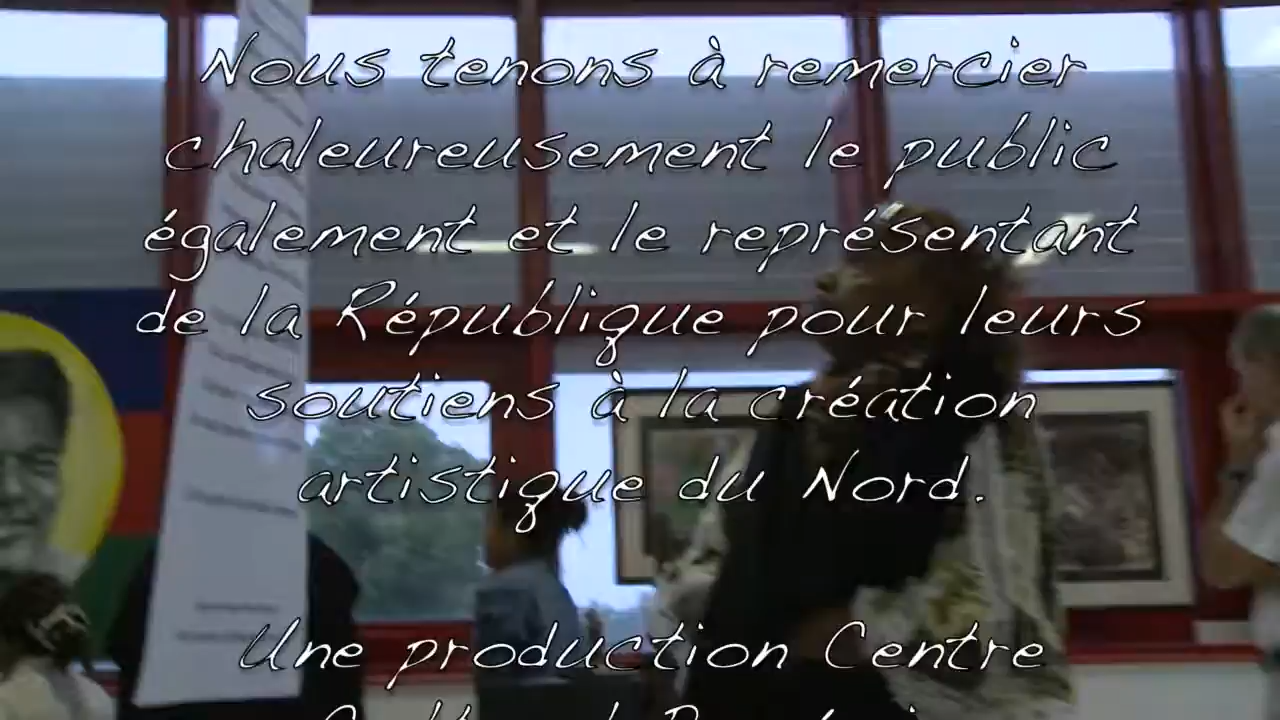 Nous tenons à remercier
chaleureusement le public
également et le représentant
de la République pour leurs
soutiens à la création
artistique du Nord.
Une production Centre